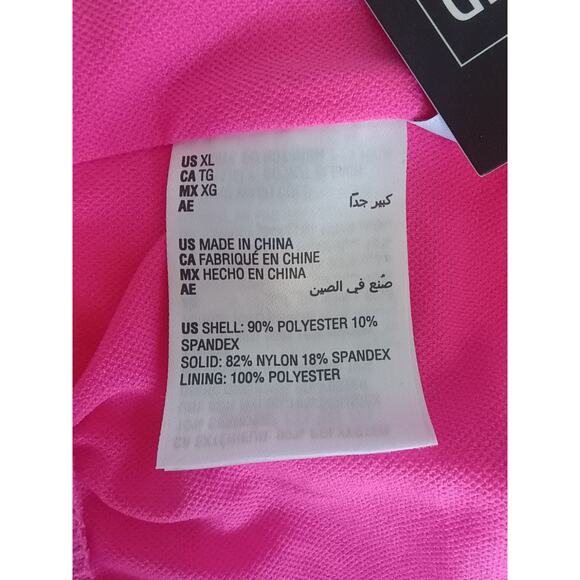 US XL
CA TG
MX XG
AE كبير جدًا
US MADE IN CHINA
CA FABRIQUÉ EN CHINE
MX HECHO EN CHINA
AE صُنع في الصين
US SHELL: 90% POLYESTER 10%
SPANDEX
SOLID: 82% NYLON 18% SPANDEX
LINING: 100% POLYESTER